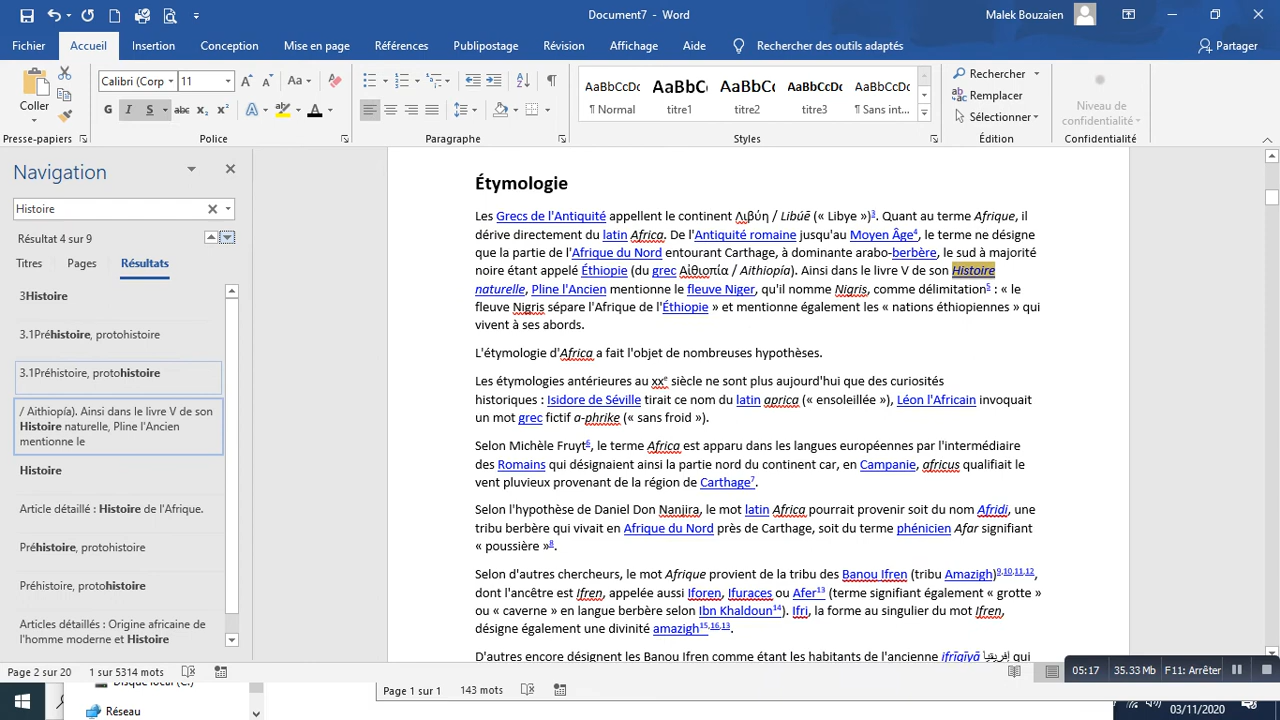 Document7 - Word
Malek Bouzaien
Fichier Accueil Insertion Conception Mise en page Références Publipostage Révision Affichage Aide Rechercher des outils adaptés Partager
Coller
Presse-papiers
Calibri (Corp 11
G I S abc X₂ X²
Police
Paragraphe
AaBbCcDc AaBbC AaBbCc AaBbCcDc AaBbCcDc
¶ Normal titre1 titre2 titre3 ¶ Sans int...
Styles
Rechercher
Remplacer
Sélectionner
Édition
Niveau de
confidentialité
Confidentialité
Navigation
Histoire
Résultat 4 sur 9
Titres Pages Résultats
3Histoire
3.1Préhistoire, protohistoire
3.1Préhistoire, protohistoire
/ Aithiopía). Ainsi dans le livre V de son
Histoire naturelle, Pline l'Ancien
mentionne le
Histoire
Article détaillé : Histoire de l'Afrique.
Préhistoire, protohistoire
Préhistoire, protohistoire
Articles détaillés : Origine africaine de
l'homme moderne et Histoire
Étymologie
Les Grecs de l'Antiquité appellent le continent Λιβύη / Libúē (« Libye »)³. Quant au terme Afrique, il
dérive directement du latin Africa. De l'Antiquité romaine jusqu'au Moyen Âge⁴, le terme ne désigne
que la partie de l'Afrique du Nord entourant Carthage, à dominante arabo-berbère, le sud à majorité
noire étant appelé Éthiopie (du grec Αἰθιοπία / Aithiopía). Ainsi dans le livre V de son Histoire
naturelle, Pline l'Ancien mentionne le fleuve Niger, qu'il nomme Nigris, comme délimitation⁵ : « le
fleuve Nigris sépare l'Afrique de l'Éthiopie » et mentionne également les « nations éthiopiennes » qui
vivent à ses abords.
L'étymologie d'Africa a fait l'objet de nombreuses hypothèses.
Les étymologies antérieures au xxᵉ siècle ne sont plus aujourd'hui que des curiosités
historiques : Isidore de Séville tirait ce nom du latin aprica (« ensoleillée »), Léon l'Africain invoquait
un mot grec fictif a-phrike (« sans froid »).
Selon Michèle Fruyt⁶, le terme Africa est apparu dans les langues européennes par l'intermédiaire
des Romains qui désignaient ainsi la partie nord du continent car, en Campanie, africus qualifiait le
vent pluvieux provenant de la région de Carthage⁷.
Selon l'hypothèse de Daniel Don Nanjira, le mot latin Africa pourrait provenir soit du nom Afridi, une
tribu berbère qui vivait en Afrique du Nord près de Carthage, soit du terme phénicien Afar signifiant
« poussière »⁸.
Selon d'autres chercheurs, le mot Afrique provient de la tribu des Banou Ifren (tribu Amazigh)⁹,¹⁰,¹¹,¹²,
dont l'ancêtre est Ifren, appelée aussi Iforen, Ifuraces ou Afer¹³ (terme signifiant également « grotte »
ou « caverne » en langue berbère selon Ibn Khaldoun¹⁴). Ifri, la forme au singulier du mot Ifren,
désigne également une divinité amazigh¹⁵,¹⁶,¹³.
D'autres encore désignent les Banou Ifren comme étant les habitants de l'ancienne ifrīqīyā إفريقيا qui
Page 2 sur 20 1 sur 5314 mots
05:17 35.33 Mb F11: Arrêter
Disque local (C:)
Réseau
Page 1 sur 1 143 mots
03/11/2020